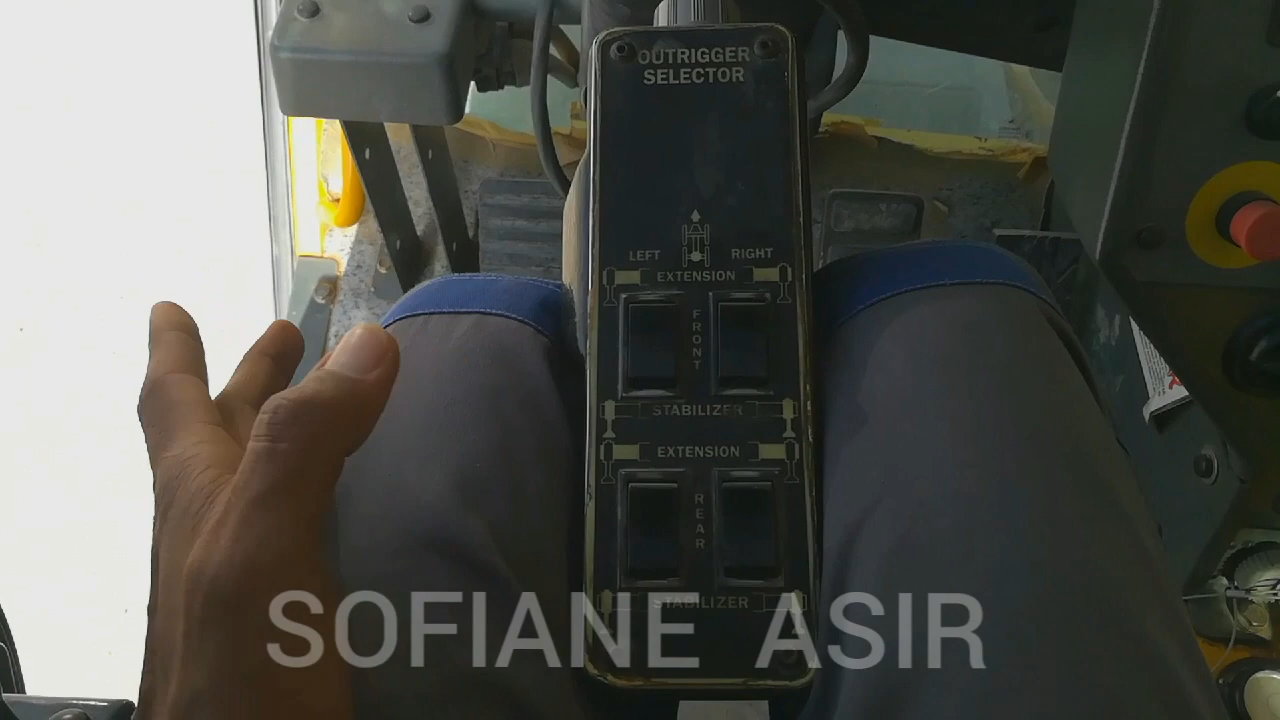 OUTRIGGER
SELECTOR
LEFT RIGHT
EXTENSION
FRONT
STABILIZER
EXTENSION
REAR
STABILIZER
SOFIANE ASIR